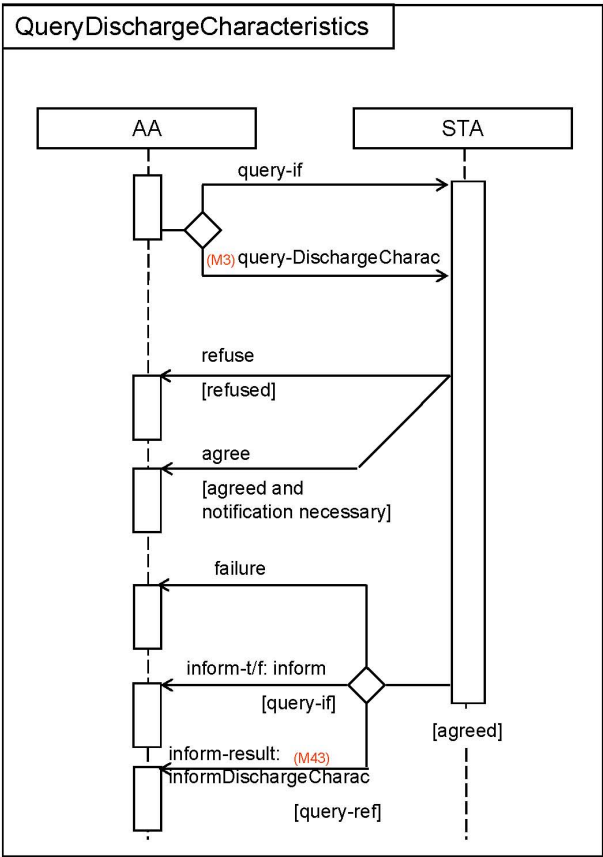 QueryDischargeCharacteristics
AA
STA
query-if
(M3) query-DischargeCharac
refuse
[refused]
agree
[agreed and
notification necessary]
failure
inform-t/f: inform
[query-if]
[agreed]
inform-result: (M43)
informDischargeCharac
[query-ref]